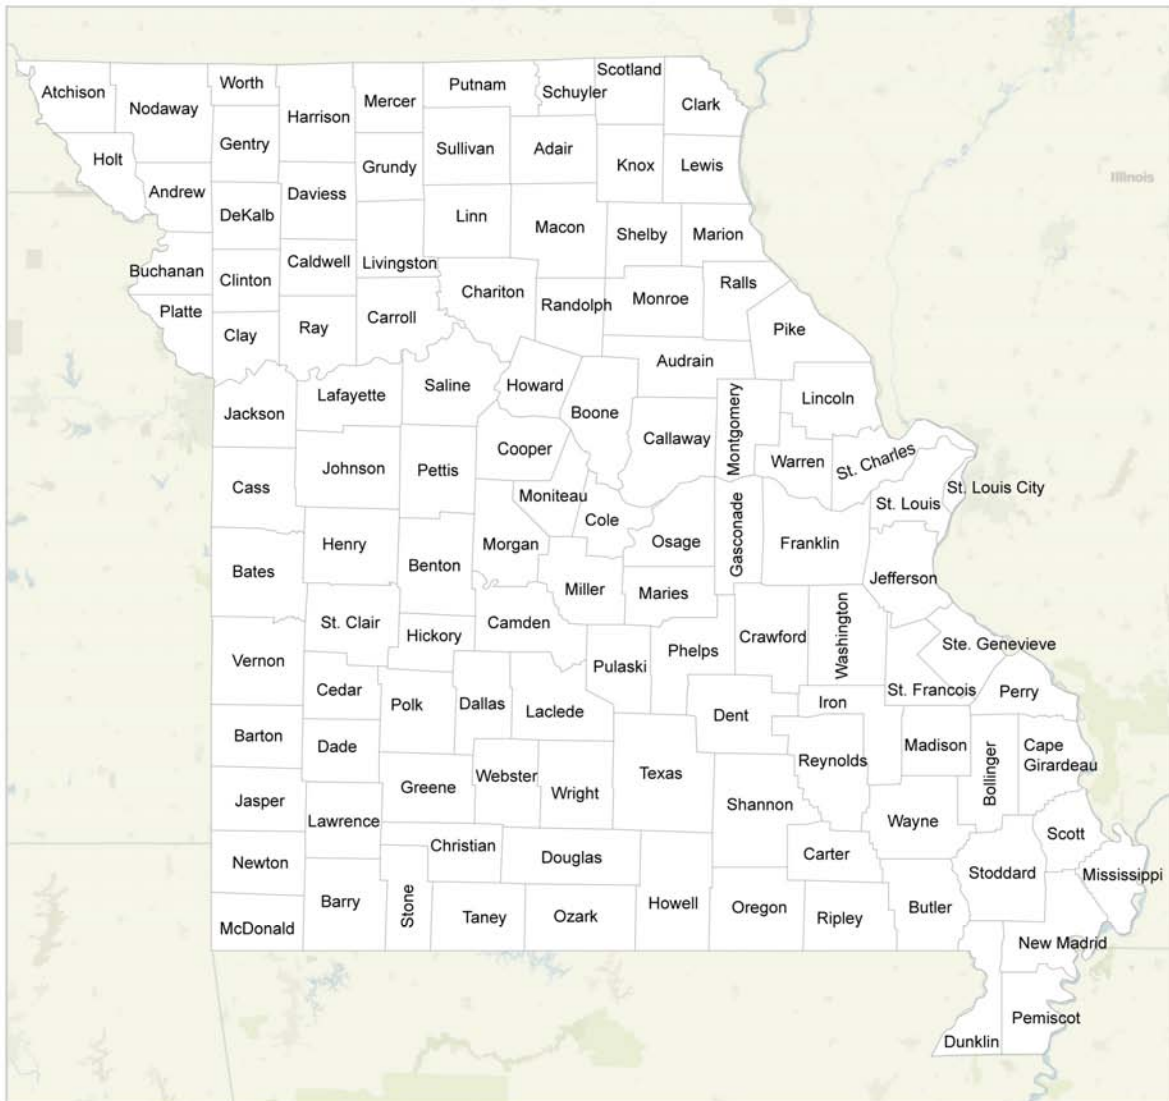 Scotland
Worth
Putnam
Atchison
Mercer
Schuyler
Clark
Nodaway
Harrison
Gentry
Sullivan
Adair
Holt
Grundy
Knox
Lewis
Illinois
Andrew
Daviess
DeKalb
Linn
Macon
Shelby
Marion
Buchanan
Clinton
Caldwell
Livingston
Ralls
Chariton
Randolph
Monroe
Platte
Clay
Ray
Carroll
Pike
Audrain
Jackson
Lafayette
Saline
Howard
Boone
Lincoln
Montgomery
Callaway
Cooper
Johnson
Pettis
Warren
St. Charles
Cass
Moniteau
St. Louis
St. Louis City
Cole
Gasconade
Henry
Morgan
Osage
Franklin
Bates
Benton
Jefferson
Miller
Maries
St. Clair
Hickory
Camden
Crawford
Washington
Ste. Genevieve
Vernon
Pulaski
Phelps
Cedar
Polk
Dallas
Laclede
Iron
St. Francois
Perry
Dent
Barton
Dade
Madison
Cape
Girardeau
Bollinger
Reynolds
Texas
Webster
Greene
Wright
Jasper
Shannon
Lawrence
Wayne
Scott
Christian
Newton
Douglas
Carter
Stoddard
Mississippi
Barry
Stone
Howell
Oregon
Butler
McDonald
Taney
Ozark
Ripley
New Madrid
Pemiscot
Dunklin